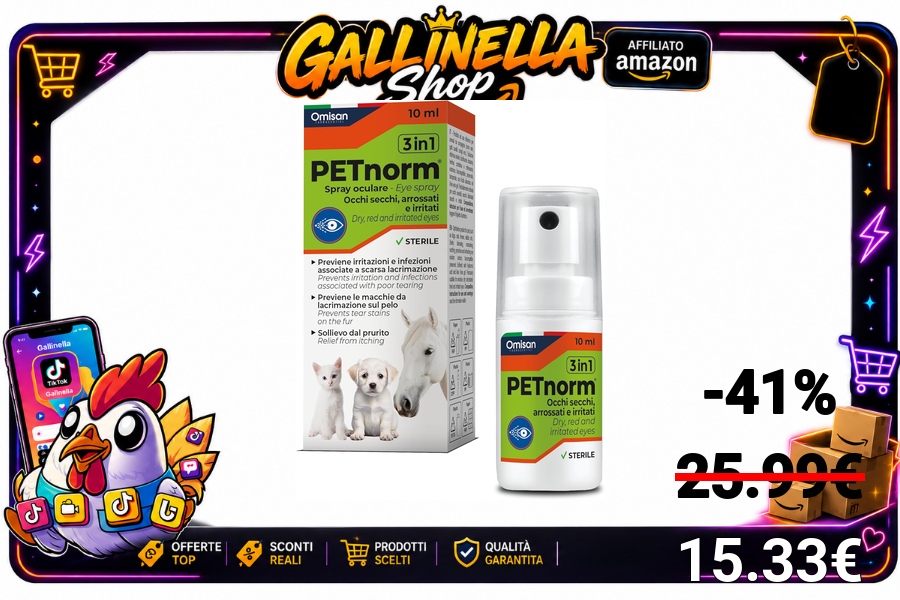 GALLINELLA
Shop
AFFILIATO
amazon
Omisan
10 ml
3 in 1
PETnorm®
Spray oculare - Eye spray
Occhi secchi, arrossati
e irritati
Dry, red and irritated eyes
✓ STERILE
Previene irritazioni e infezioni
associate a scarsa lacrimazione
Prevents irritation and infections
associated with poor tearing
Previene le macchie da
lacrimazione sul pelo
Prevents tear stains
on the fur
Sollievo dal prurito
Relief from itching
Omisan
10 ml
3 in 1
PETnorm®
Occhi secchi,
arrossati e irritati
Dry, red and
irritated eyes
✓ STERILE
Gallinella
TikTok
Gallinella
-41%
25.99€
15.33€
OFFERTE
TOP
SCONTI
REALI
PRODOTTI
SCELTI
QUALITÀ
GARANTITA